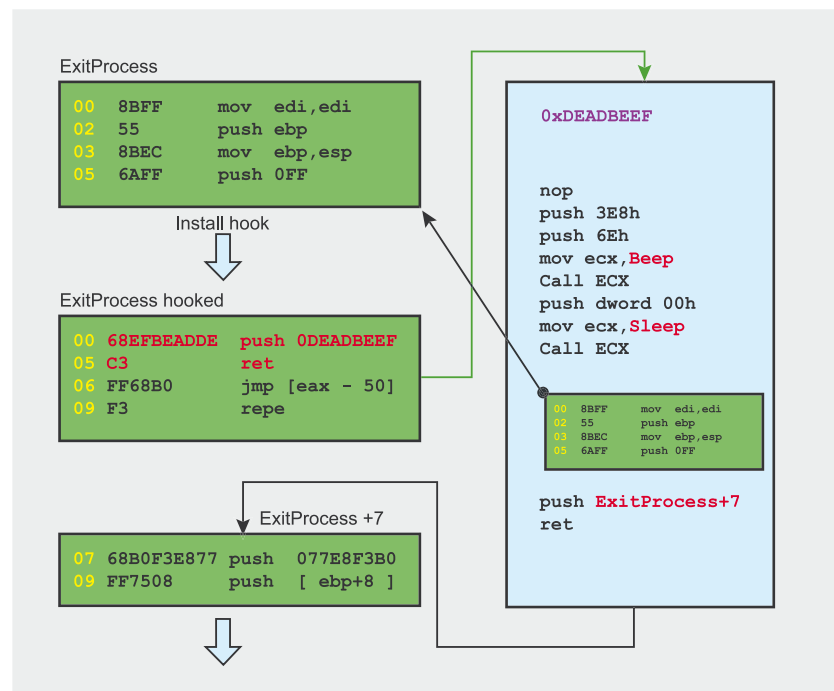 ExitProcess
00 8BFF mov edi,edi
02 55 push ebp
03 8BEC mov ebp,esp
05 6AFF push 0FF
Install hook
ExitProcess hooked
00 68EFBEADDE push 0DEADBEEF
05 C3 ret
06 FF68B0 jmp [eax - 50]
09 F3 repe
ExitProcess +7
07 68B0F3E877 push 077E8F3B0
09 FF7508 push [ ebp+8 ]
0xDEADBEEF
nop
push 3E8h
push 6Eh
mov ecx,Beep
Call ECX
push dword 00h
mov ecx,Sleep
Call ECX
00 8BFF mov edi,edi
02 55 push ebp
03 8BEC mov ebp,esp
05 6AFF push 0FF
push ExitProcess+7
ret